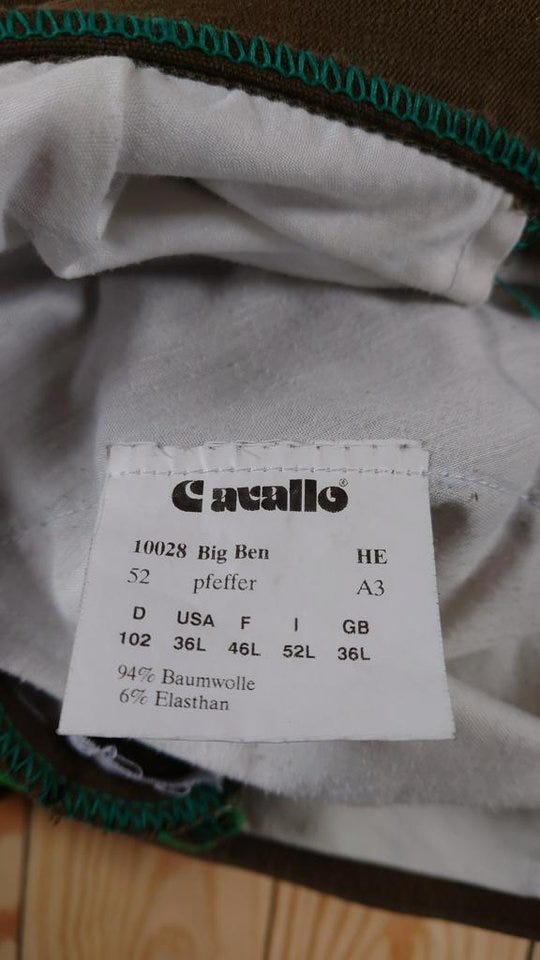 Cavallo®
10028 Big Ben HE
52 pfeffer A3
D USA F I GB
102 36L 46L 52L 36L
94% Baumwolle
6% Elasthan